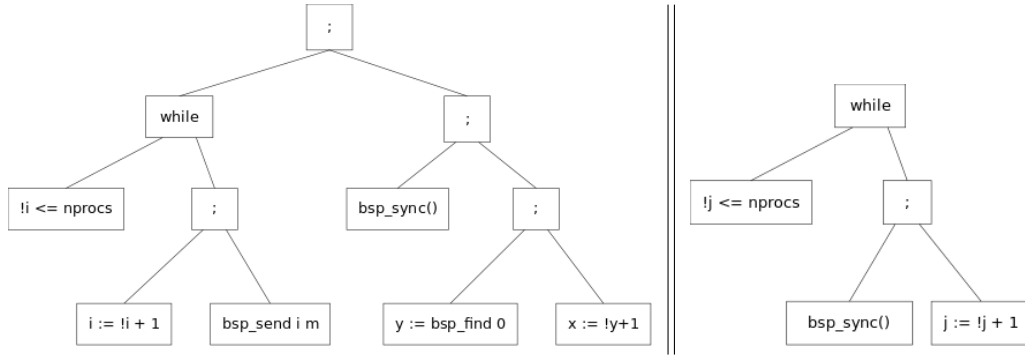 ;
while
;
!i <= nprocs
;
bsp_sync()
;
i := !i + 1
bsp_send i m
y := bsp_find 0
x := !y+1
while
!j <= nprocs
;
bsp_sync()
j := !j + 1